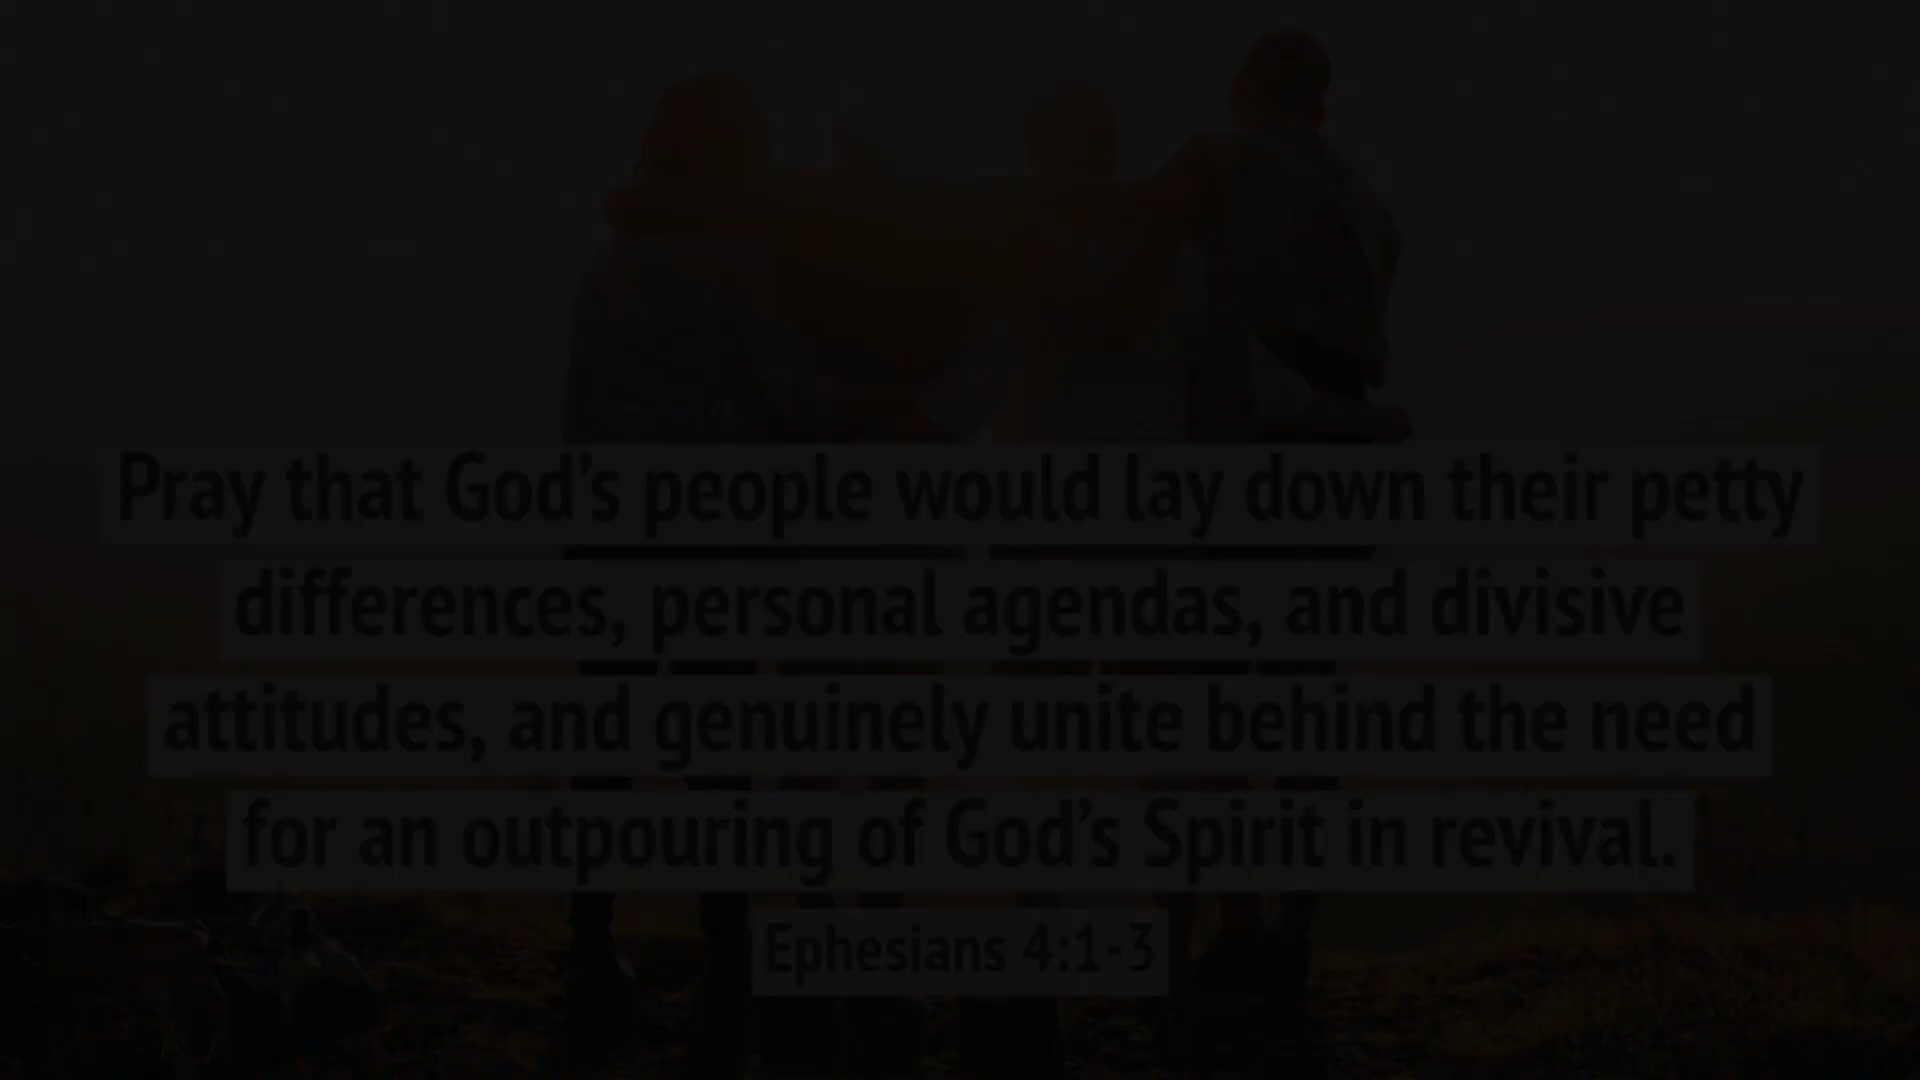 Pray that God’s people would lay down their petty
differences, personal agendas, and divisive
attitudes, and genuinely unite behind the need
for an outpouring of God’s Spirit in revival.
Ephesians 4:1-3